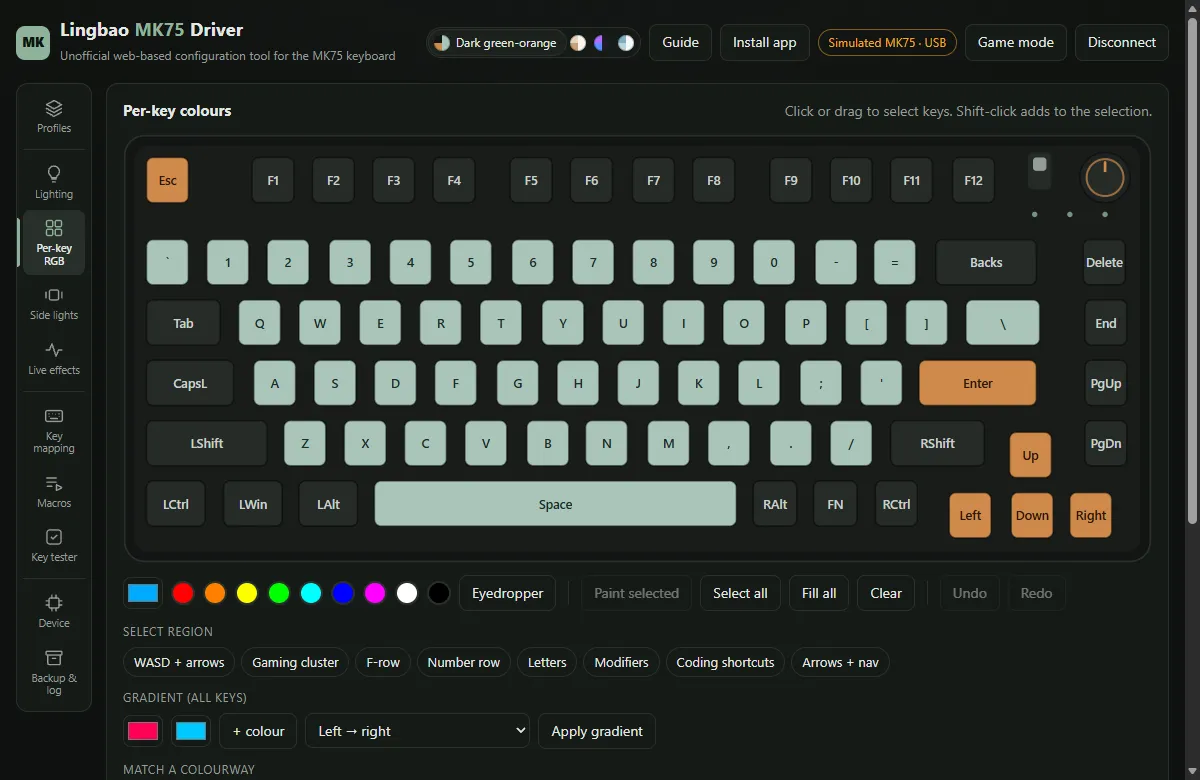 MK
Lingbao MK75 Driver
Unofficial web-based configuration tool for the MK75 keyboard
Dark green-orange
Guide
Install app
Simulated MK75 · USB
Game mode
Disconnect
Profiles
Lighting
Per-key
RGB
Side lights
Live effects
Key
mapping
Macros
Key tester
Device
Backup &
log
Per-key colours
Click or drag to select keys. Shift-click adds to the selection.
Esc F1 F2 F3 F4 F5 F6 F7 F8 F9 F10 F11 F12
` 1 2 3 4 5 6 7 8 9 0 - = Backs Delete
Tab Q W E R T Y U I O P [ ] \ End
CapsL A S D F G H J K L ; ' Enter PgUp
LShift Z X C V B N M , . / RShift Up PgDn
LCtrl LWin LAlt Space RAlt FN RCtrl Left Down Right
Eyedropper Paint selected Select all Fill all Clear Undo Redo
SELECT REGION
WASD + arrows Gaming cluster F-row Number row Letters Modifiers Coding shortcuts Arrows + nav
GRADIENT (ALL KEYS)
+ colour Left → right Apply gradient
MATCH A COLOURWAY